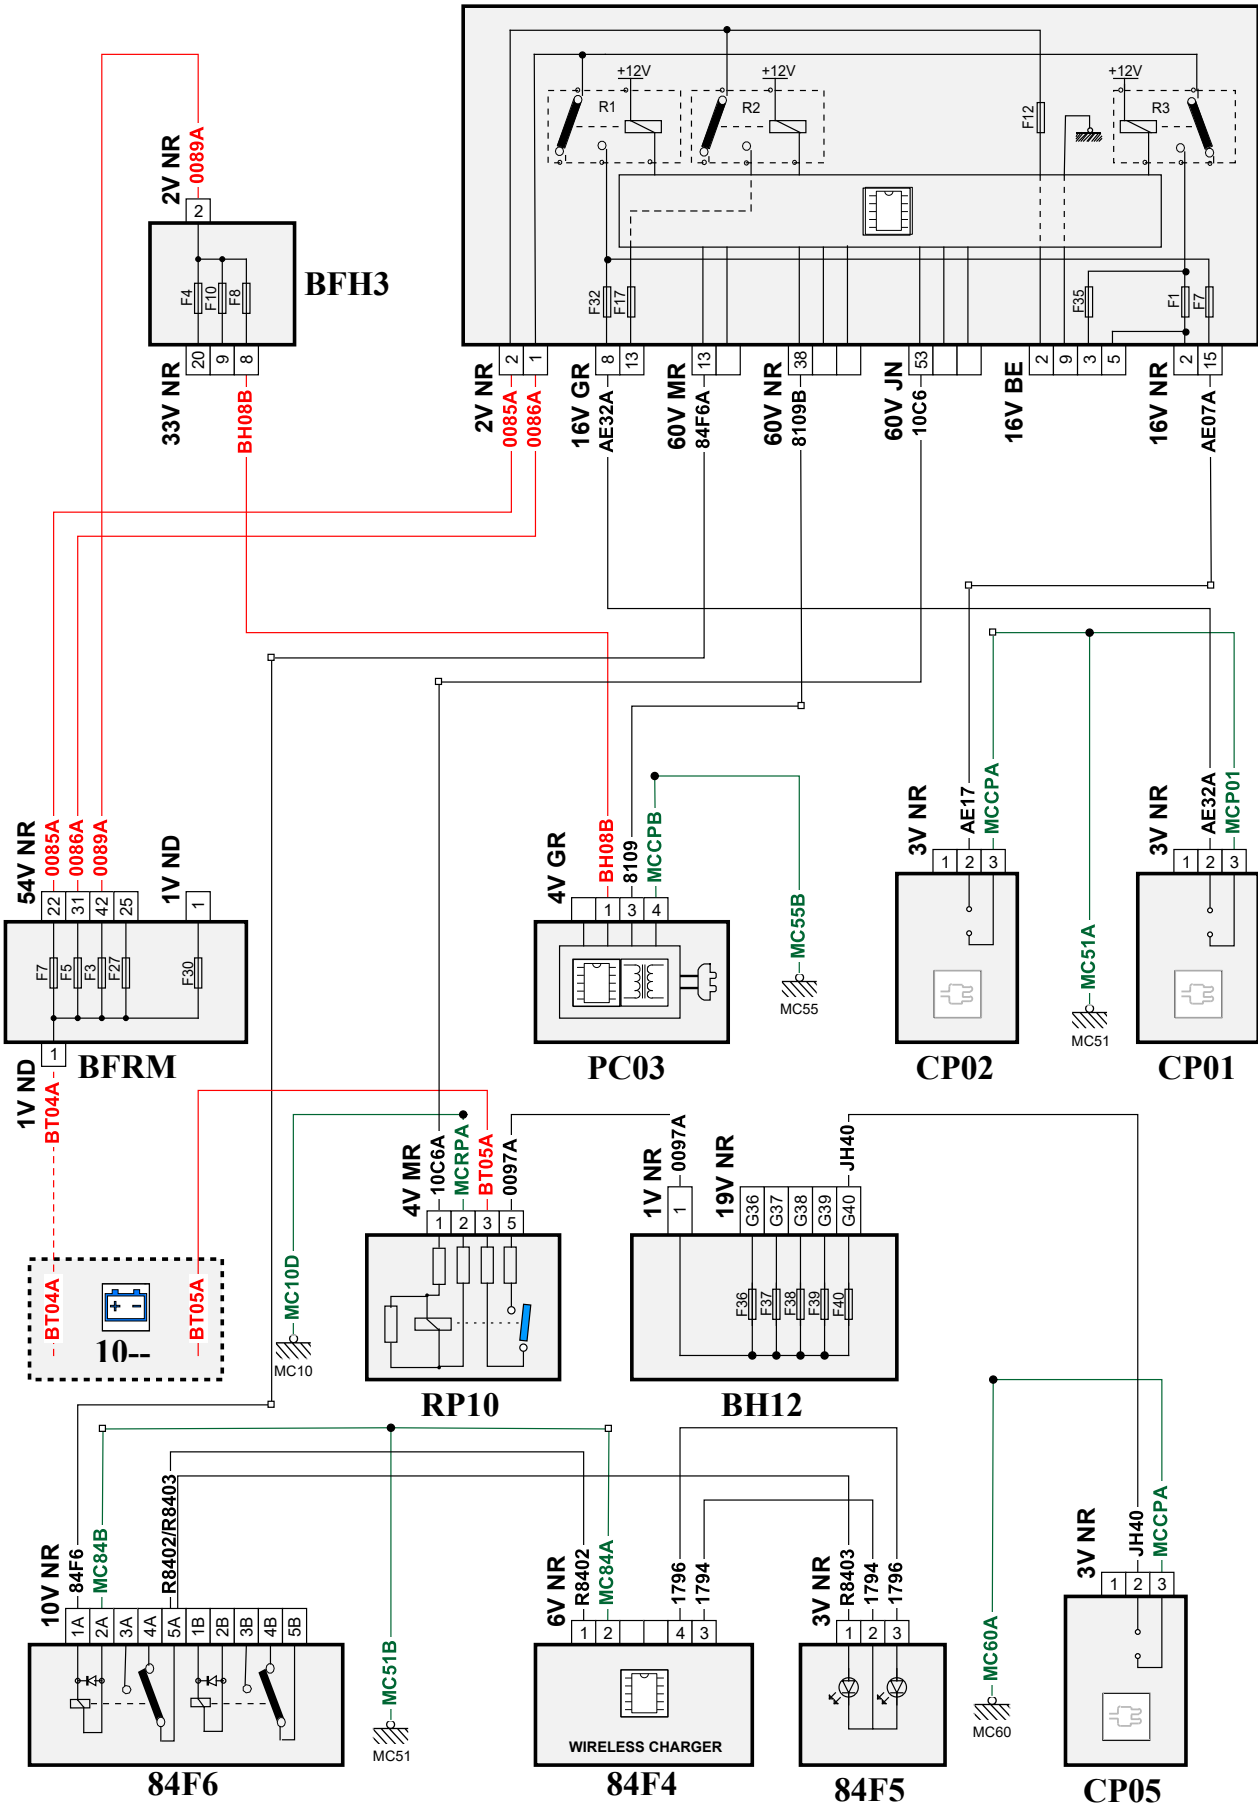 +12V
+12V
+12V
R1
R2
F12
R3
2V NR
0089A
2
BFH3
F4
F10
F8
20
9
8
33V NR
BH08B
F32
F17
F35
F1
F7
2
1
8
13
13
38
53
2
9
3
5
2
15
2V NR
0085A
0086A
16V GR
AE32A
60V MR
84F6A
60V NR
8109B
60V JN
10C6
16V BE
16V NR
AE07A
54V NR
0085A
0086A
0089A
1V ND
22
31
42
25
1
F7
F5
F3
F27
F30
1
BFRM
1V ND
BT04A
4V GR
BH08B
8109
MCCPB
1
3
4
PC03
MC55B
MC55
3V NR
AE17
MCCPA
1
2
3
CP02
MC51A
MC51
3V NR
AE32A
MCP01
1
2
3
CP01
BT04A
BT05A
10--
MC10D
MC10
4V MR
10C6A
MCRPA
BT05A
0097A
1
2
3
5
RP10
1V NR
0097A
1
19V NR
JH40
G36
G37
G38
G39
G40
F36
F37
F38
F39
F40
BH12
10V NR
84F6
MC84B
R8402/R8403
1A
2A
3A
4A
5A
1B
2B
3B
4B
5B
84F6
MC51B
MC51
6V NR
R8402
MC84A
1796
1794
1
2
4
3
WIRELESS CHARGER
84F4
3V NR
R8403
1794
1796
1
2
3
84F5
MC60A
MC60
3V NR
JH40
MCCPA
1
2
3
CP05